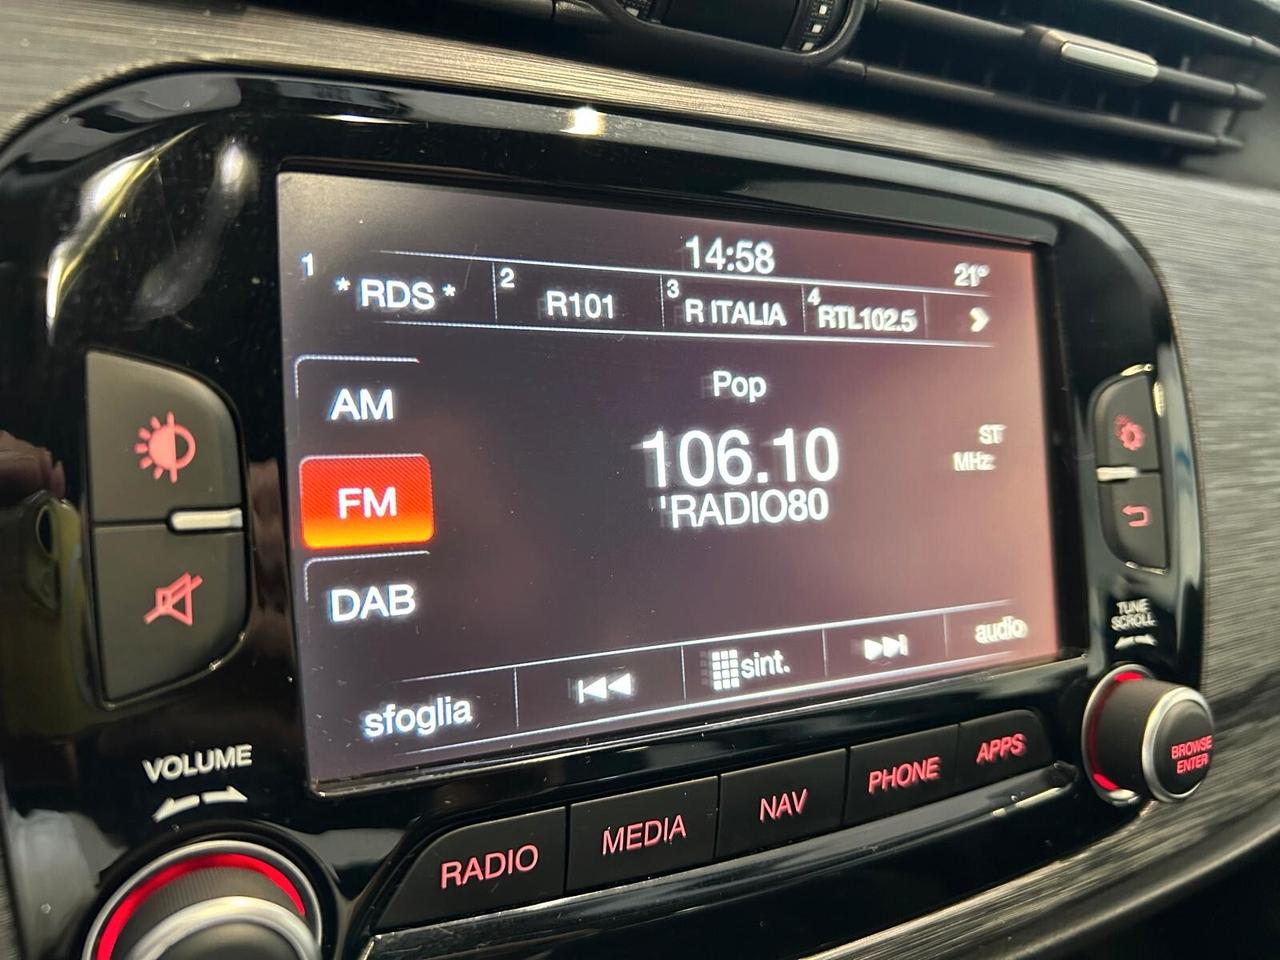 14:58
21°
1 * RDS *
2 R101
3 R ITALIA
4 RTL102.5
AM
Pop
106.10
ST
MHz
FM
'RADIO80
DAB
sfoglia
sint.
audio
TUNE
SCROLL
VOLUME
RADIO
MEDIA
NAV
PHONE
APPS
BROWSE
ENTER